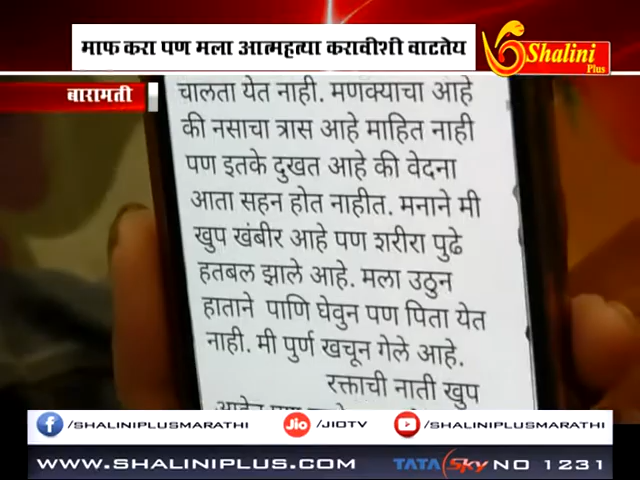 माफ करा पण मला आत्महत्या करावीशी वाटतेय
Shalini
Plus
बारामती
चालता येत नाही. मणक्याचा आहे
की नसाचा त्रास आहे माहित नाही
पण इतके दुखत आहे की वेदना
आता सहन होत नाहीत. मनाने मी
खुप खंबीर आहे पण शरीरा पुढे
हतबल झाले आहे. मला उठुन
हाताने पाणि घेवुन पण पिता येत
नाही. मी पुर्ण खचून गेले आहे.
रक्ताची नाती खुप
/SHALINIPLUSMARATHI
Jio /JIOTV
/SHALINIPLUSMARATHI
WWW.SHALINIPLUS.COM
TATA Sky NO 1231